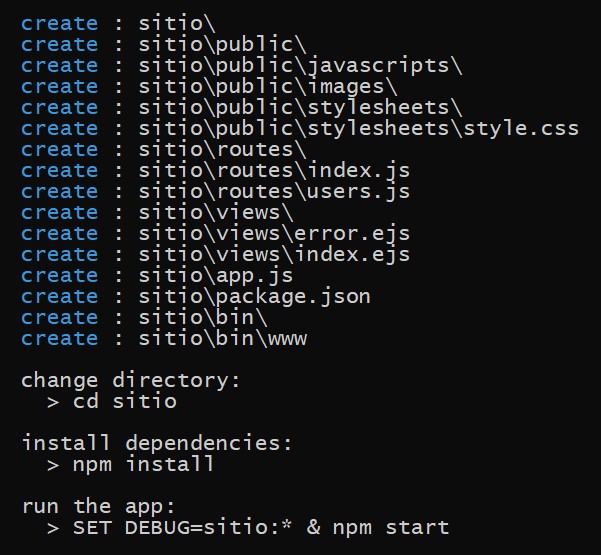 create : sitio\
create : sitio\public\
create : sitio\public\javascripts\
create : sitio\public\images\
create : sitio\public\stylesheets\
create : sitio\public\stylesheets\style.css
create : sitio\routes\
create : sitio\routes\index.js
create : sitio\routes\users.js
create : sitio\views\
create : sitio\views\error.ejs
create : sitio\views\index.ejs
create : sitio\app.js
create : sitio\package.json
create : sitio\bin\
create : sitio\bin\www
change directory:
> cd sitio
install dependencies:
> npm install
run the app:
> SET DEBUG=sitio:* & npm start